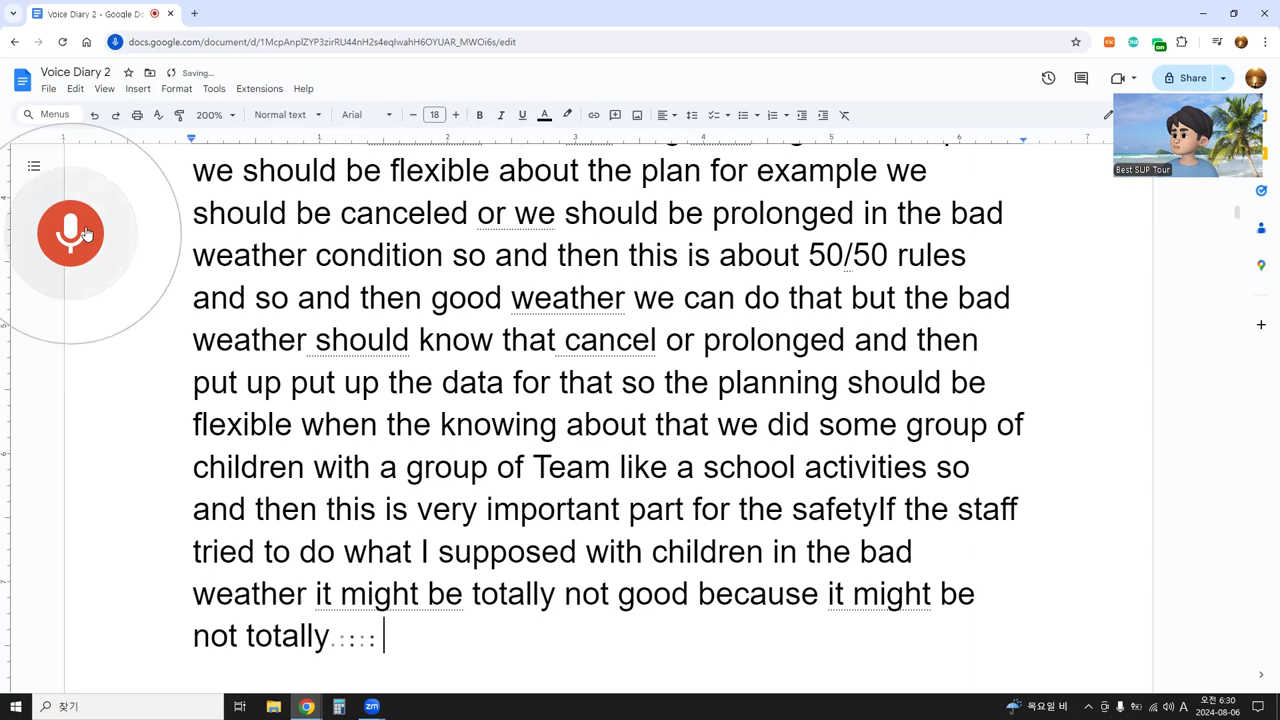 Voice Diary 2 - Google Do
docs.google.com/document/d/1McpAnplZYP3zirRU44nH2s4eqIwahH6OYUAR_MWOi6s/edit
Voice Diary 2
Saving...
File Edit View Insert Format Tools Extensions Help
Share
Menus
200%
Normal text
Arial
18
Best SUP Tour
we should be flexible about the plan for example we
should be canceled or we should be prolonged in the bad
weather condition so and then this is about 50/50 rules
and so and then good weather we can do that but the bad
weather should know that cancel or prolonged and then
put up put up the data for that so the planning should be
flexible when the knowing about that we did some group of
children with a group of Team like a school activities so
and then this is very important part for the safetyIf the staff
tried to do what I supposed with children in the bad
weather it might be totally not good because it might be
not totally
찾기
목요일 비
오전 6:30
2024-08-06